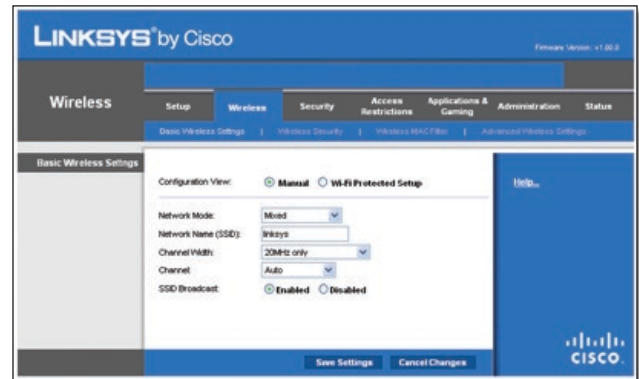 LINKSYS® by Cisco
Firmware Version: v1.00.0
Wireless
Setup
Wireless
Security
Access Restrictions
Applications & Gaming
Administration
Status
Basic Wireless Settings | Wireless Security | Wireless MAC Filter | Advanced Wireless Settings
Basic Wireless Settings
Configuration View: Manual Wi-Fi Protected Setup
Help...
Network Mode: Mixed
Network Name (SSID): linksys
Channel Width: 20MHz only
Channel: Auto
SSID Broadcast: Enabled Disabled
Save Settings Cancel Changes
CISCO.